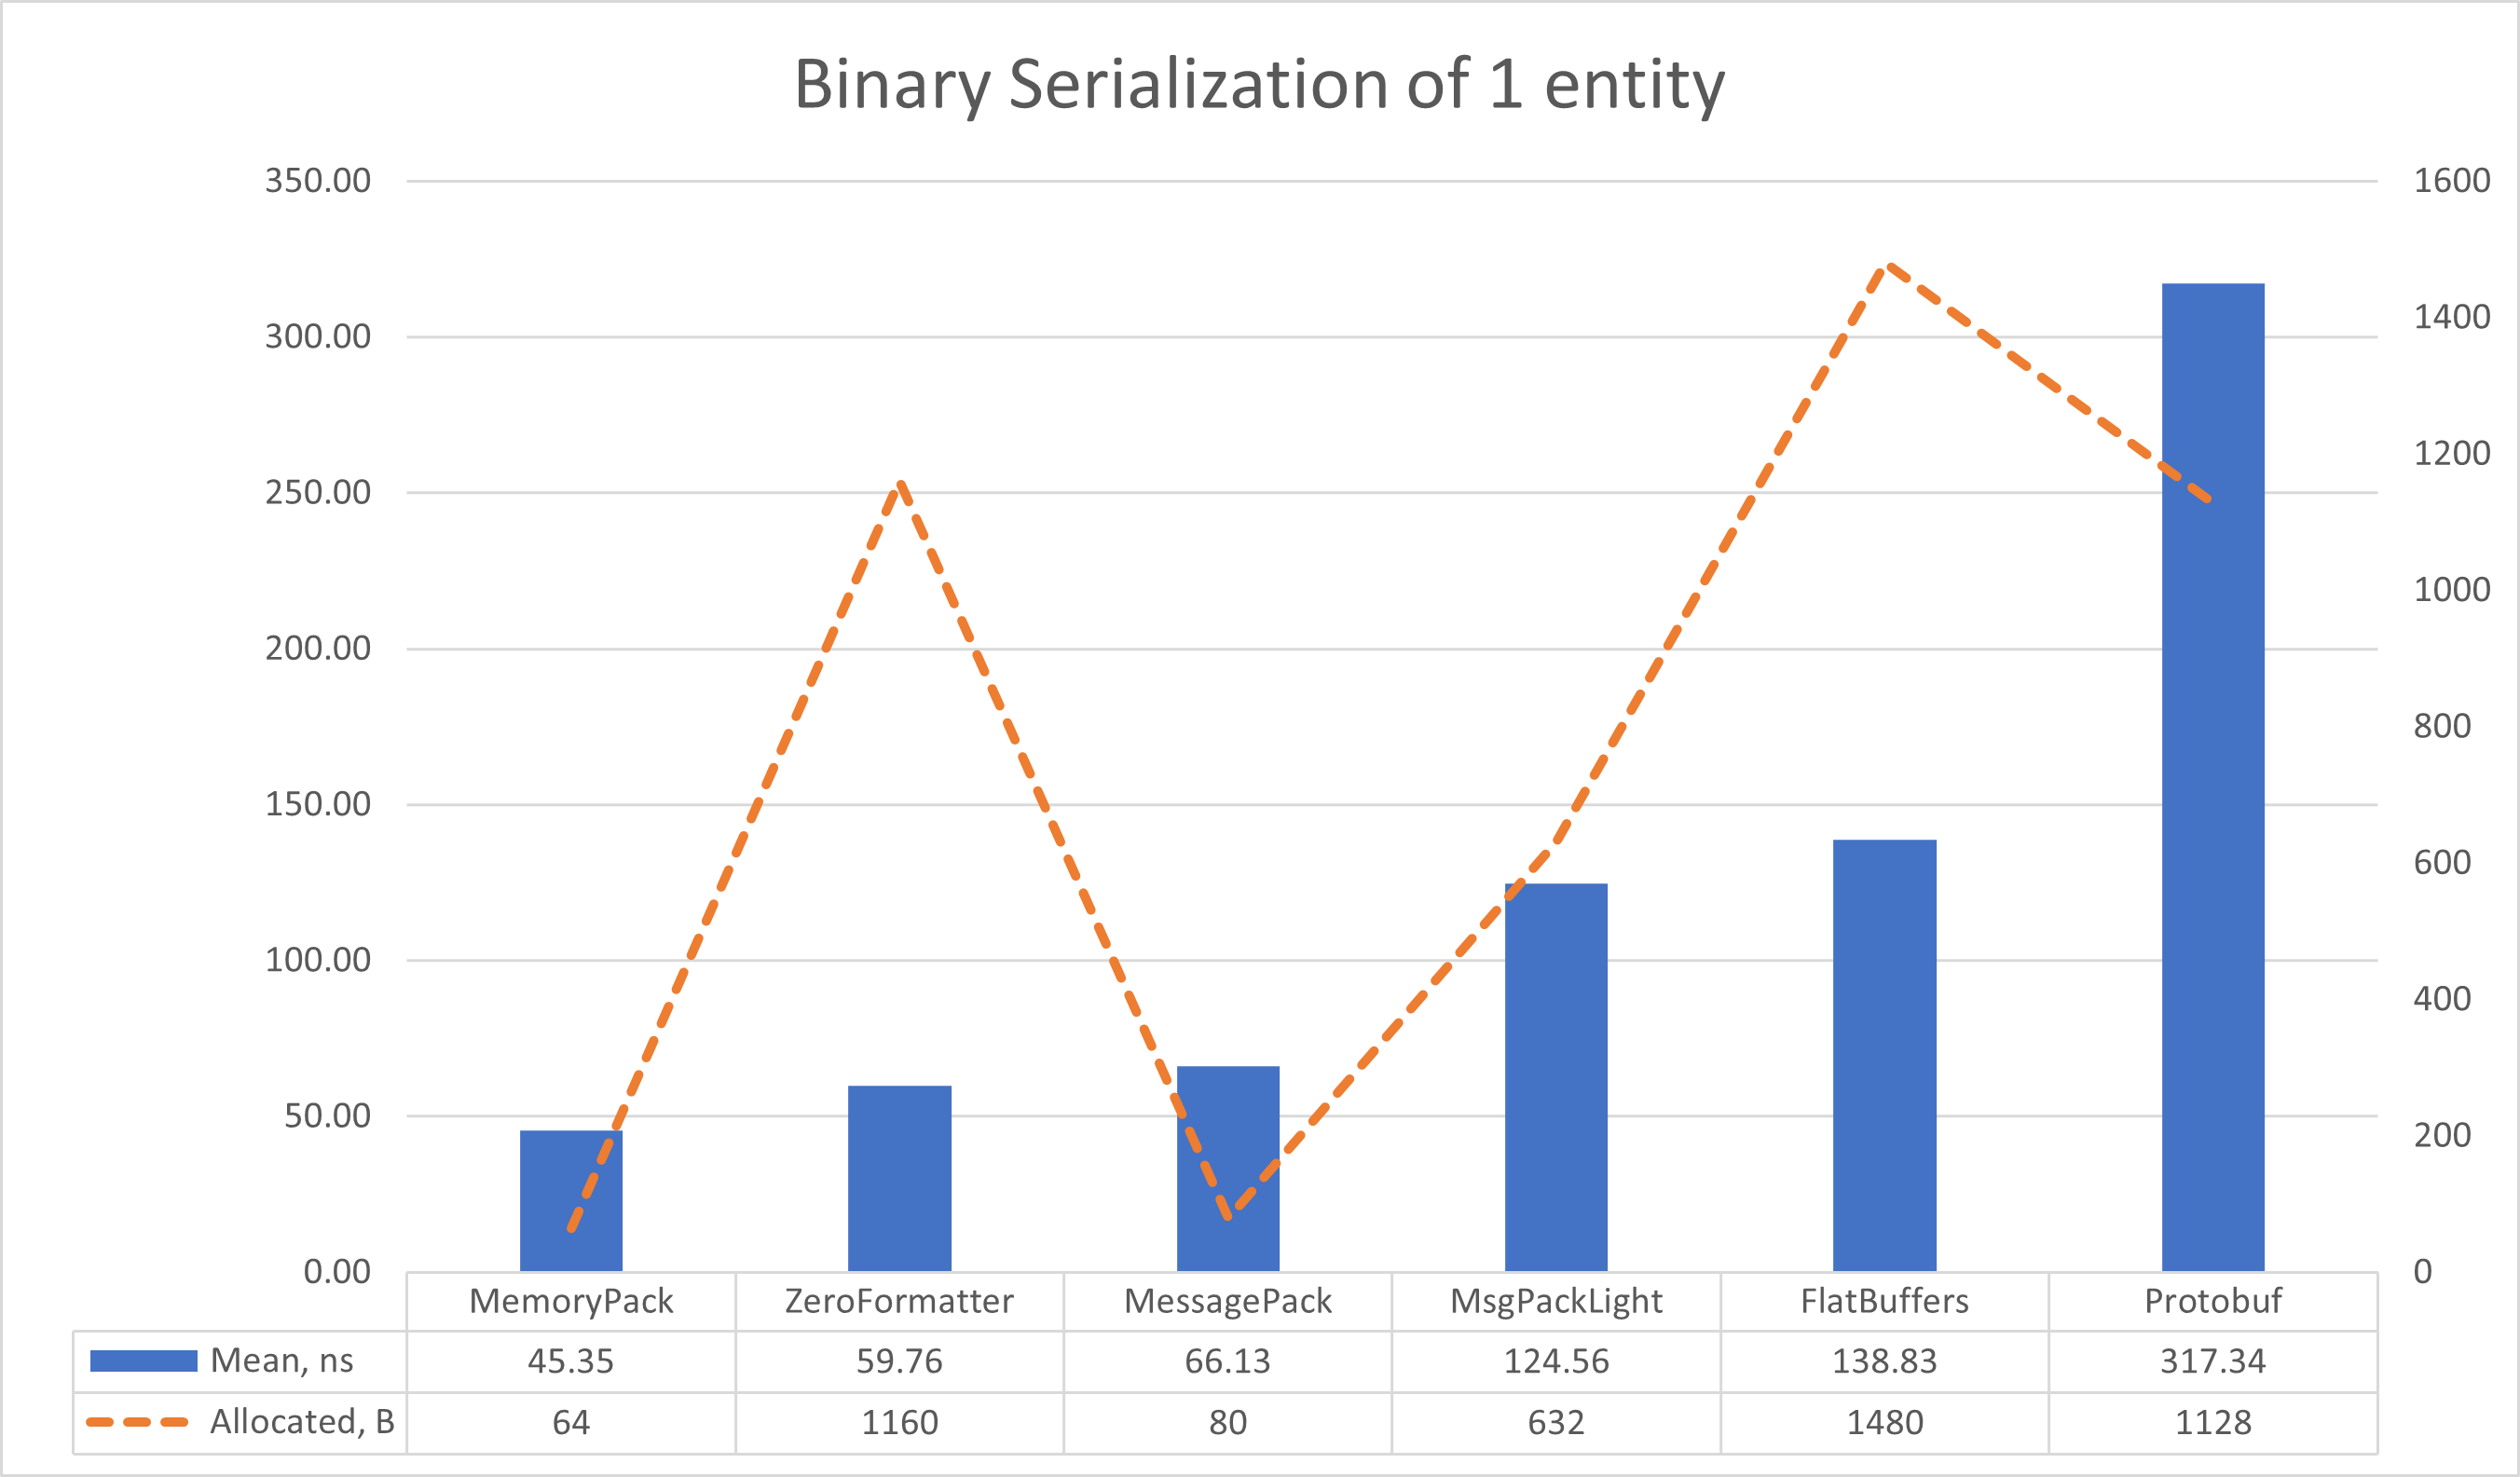 Binary Serialization of 1 entity
350.00 1600
300.00 1400
250.00 1200
200.00 1000
150.00 800
100.00 600
50.00 400
0.00 200
0
MemoryPack ZeroFormatter MessagePack MsgPackLight FlatBuffers Protobuf
Mean, ns 45.35 59.76 66.13 124.56 138.83 317.34
Allocated, B 64 1160 80 632 1480 1128